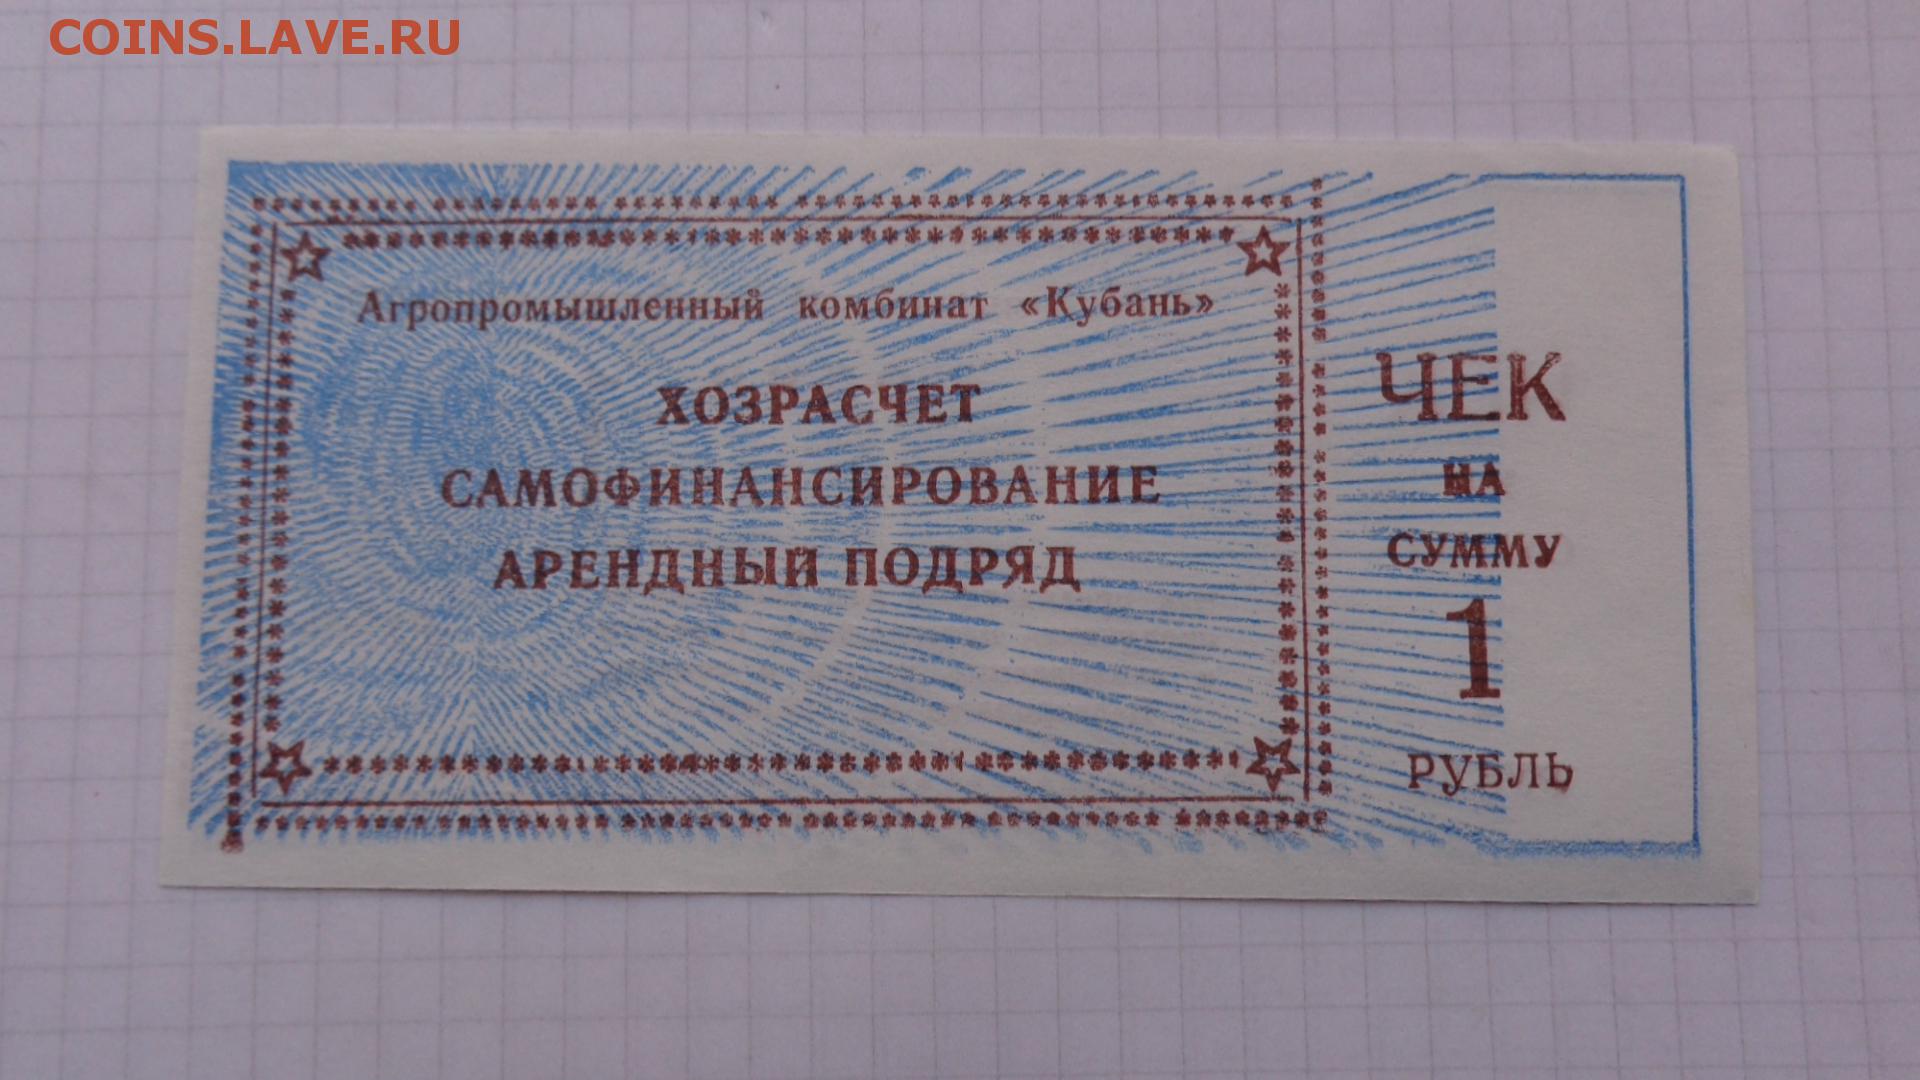 COINS.LAVE.RU
Агропромышленный комбинат «Кубань»
ХОЗРАСЧЕТ
САМОФИНАНСИРОВАНИЕ
АРЕНДНЫЙ ПОДРЯД
ЧЕК
НА
СУММУ
1
РУБЛЬ